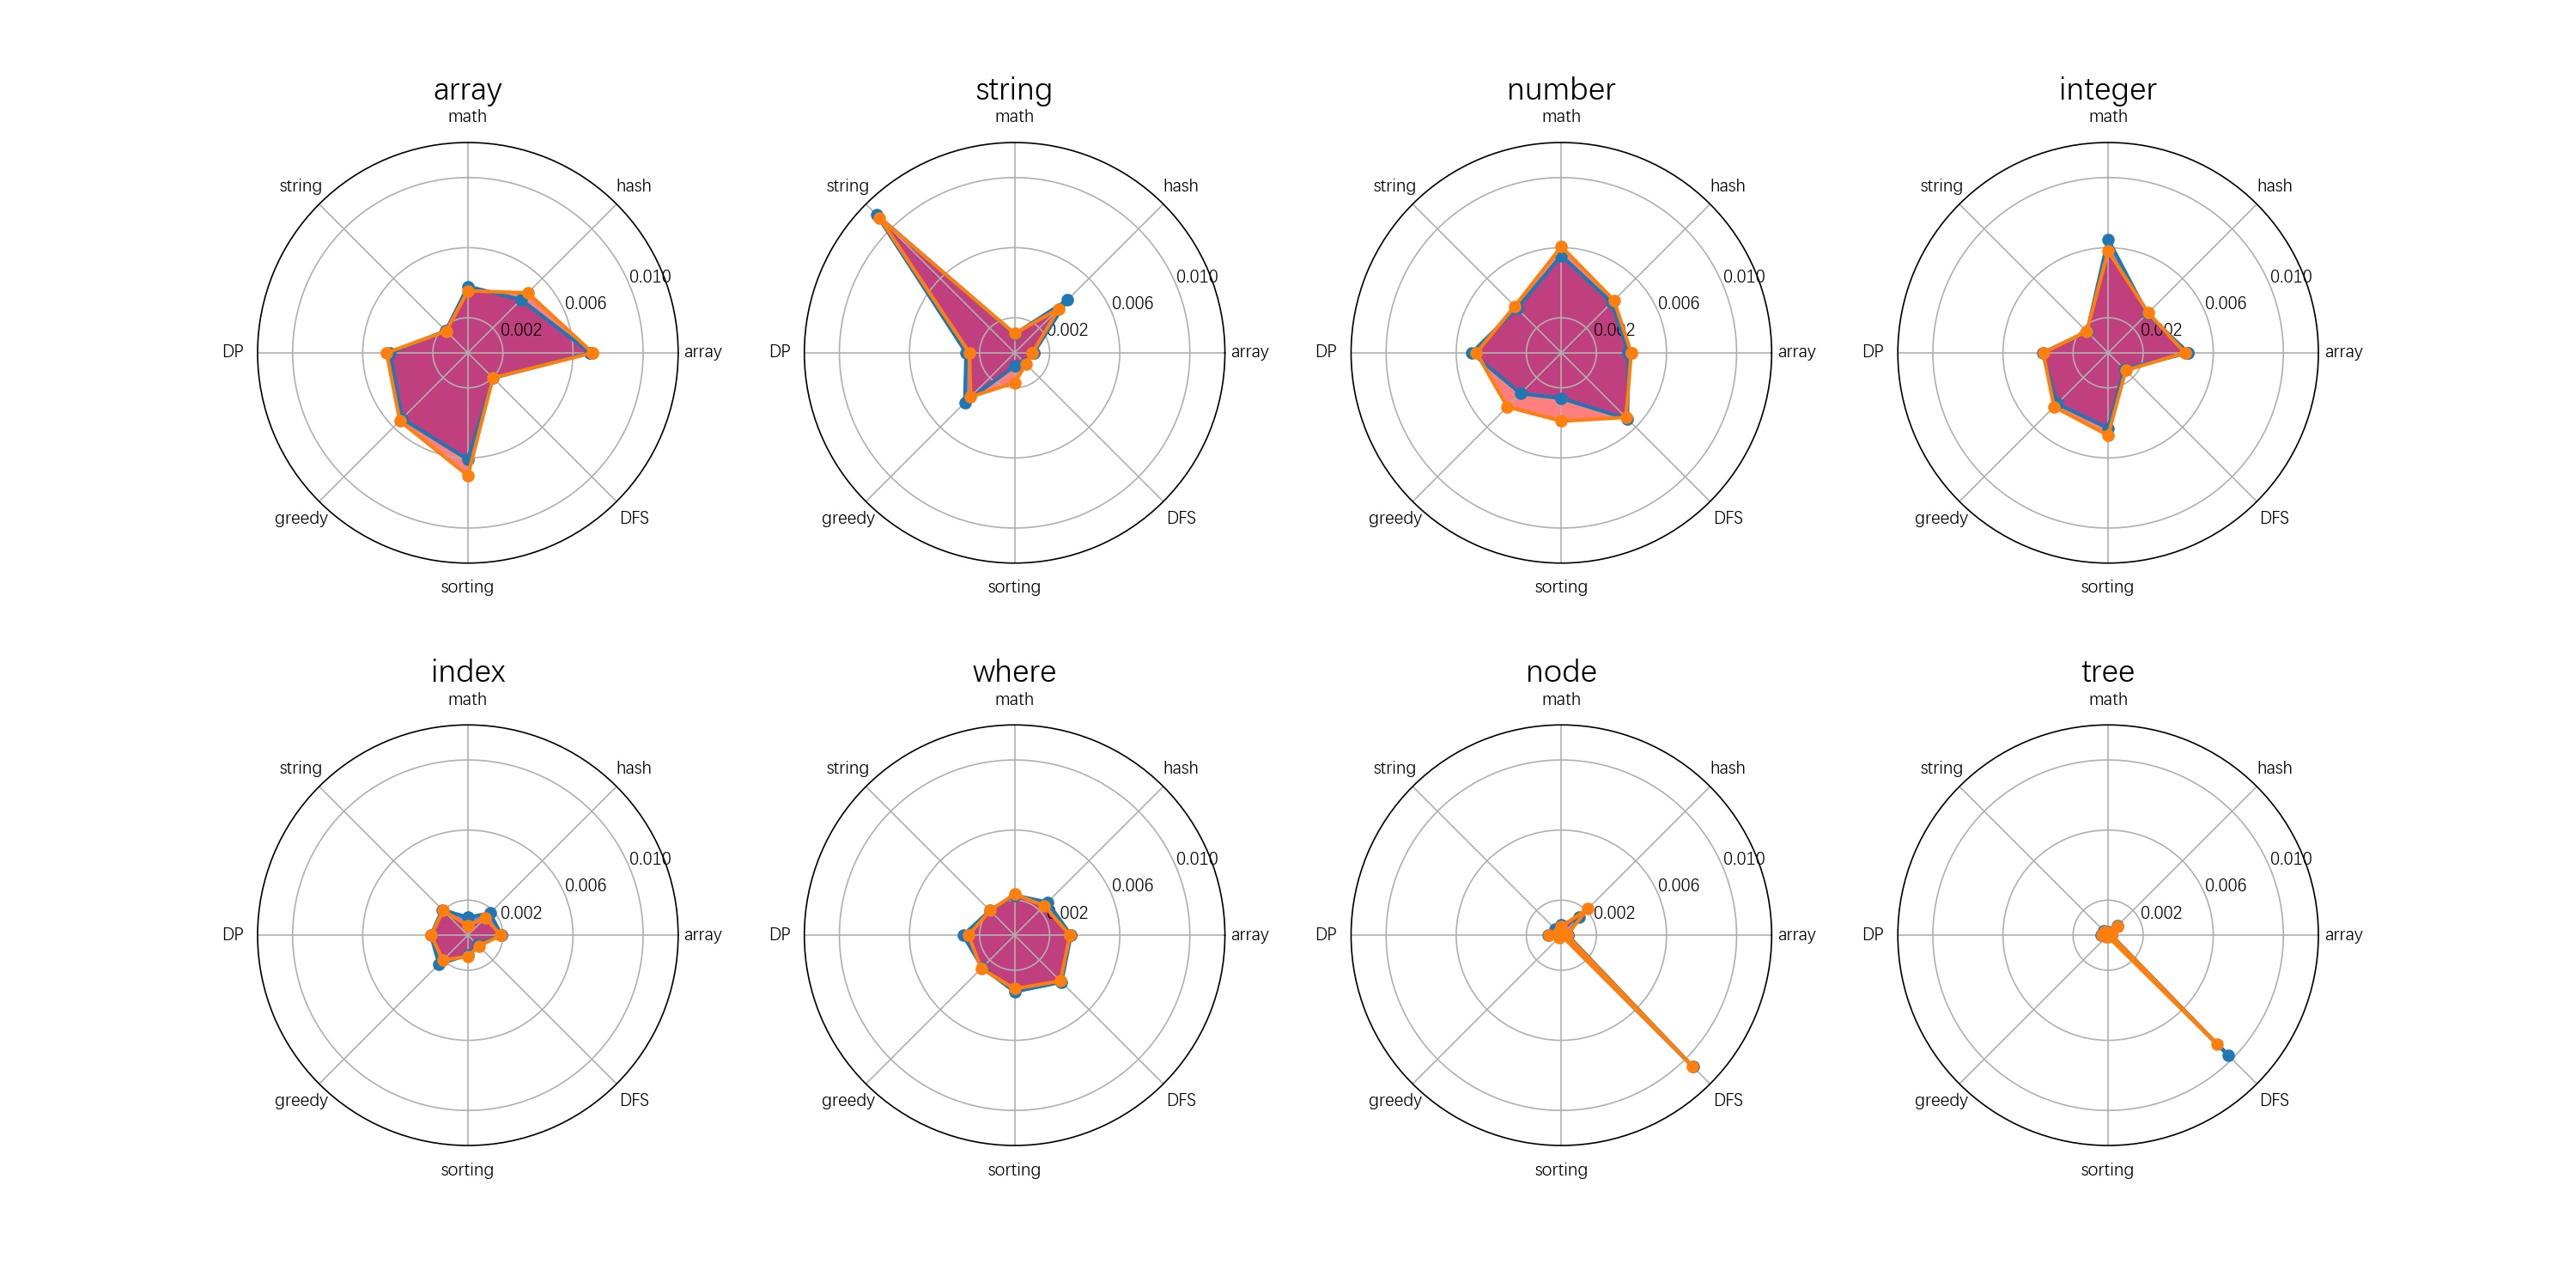 array
math
string
hash
0.010
0.006
0.002
DP
array
greedy
DFS
sorting
string
math
string
hash
0.010
0.006
0.002
DP
array
greedy
DFS
sorting
number
math
string
hash
0.010
0.006
0.002
DP
array
greedy
DFS
sorting
integer
math
string
hash
0.010
0.006
0.002
DP
array
greedy
DFS
sorting
index
math
string
hash
0.010
0.006
0.002
DP
array
greedy
DFS
sorting
where
math
string
hash
0.010
0.006
0.002
DP
array
greedy
DFS
sorting
node
math
string
hash
0.010
0.006
0.002
DP
array
greedy
DFS
sorting
tree
math
string
hash
0.010
0.006
0.002
DP
array
greedy
DFS
sorting